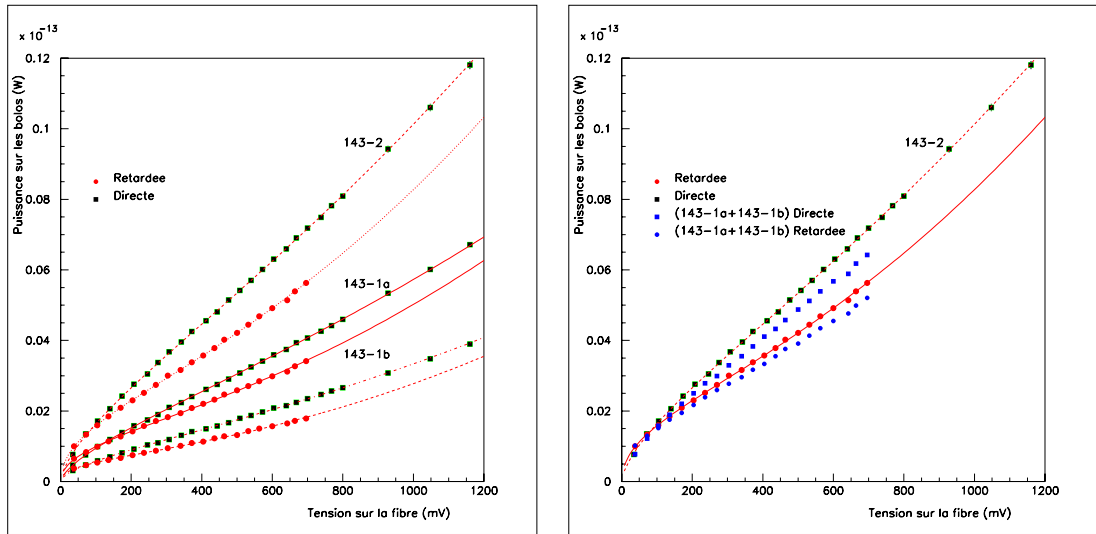 x 10⁻¹³
Puissance sur les bolos (W)
0.12
0.1
0.08
0.06
0.04
0.02
0
143-2
Retardee
Directe
143-1a
143-1b
0 200 400 600 800 1000 1200
Tension sur la fibre (mV)
x 10⁻¹³
Puissance sur les bolos (W)
0.12
0.1
0.08
0.06
0.04
0.02
0
143-2
Retardee
Directe
(143-1a+143-1b) Directe
(143-1a+143-1b) Retardee
0 200 400 600 800 1000 1200
Tension sur la fibre (mV)